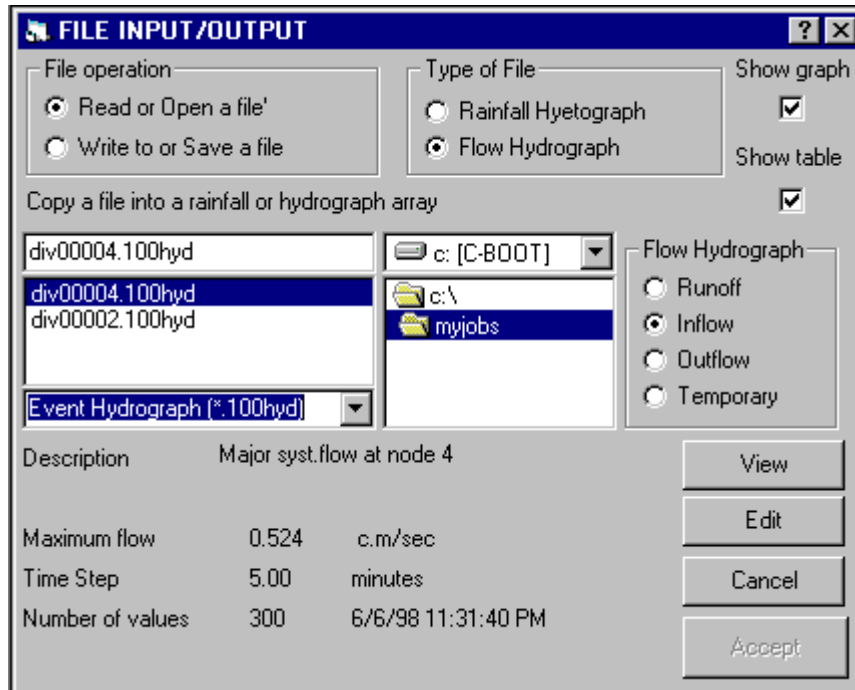 FILE INPUT/OUTPUT
File operation
Read or Open a file'
Write to or Save a file
Type of File
Rainfall Hyetograph
Flow Hydrograph
Show graph
Show table
Copy a file into a rainfall or hydrograph array
div00004.100hyd
div00004.100hyd
div00002.100hyd
Event Hydrograph (*.100hyd)
c: [C-BOOT]
c:\
myjobs
Flow Hydrograph
Runoff
Inflow
Outflow
Temporary
Description Major syst.flow at node 4
Maximum flow 0.524 c.m/sec
Time Step 5.00 minutes
Number of values 300 6/6/98 11:31:40 PM
View
Edit
Cancel
Accept